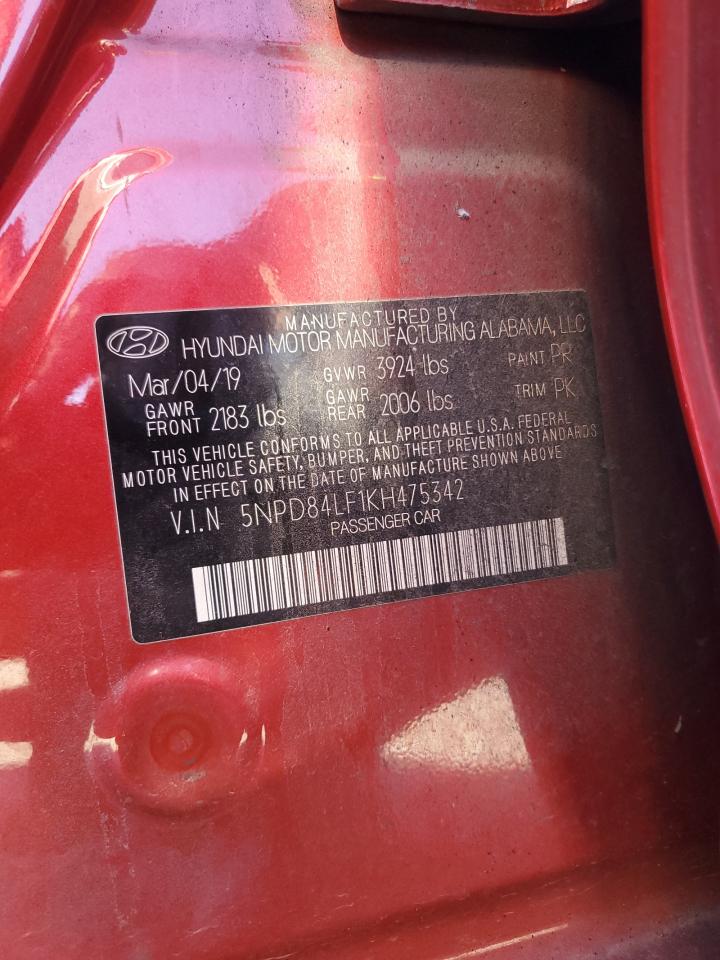 MANUFACTURED BY
HYUNDAI MOTOR MANUFACTURING ALABAMA, LLC
Mar/04/19 GVWR 3924 lbs PAINT PR
GAWR FRONT 2183 lbs GAWR REAR 2006 lbs TRIM PK
THIS VEHICLE CONFORMS TO ALL APPLICABLE U.S.A. FEDERAL
MOTOR VEHICLE SAFETY, BUMPER, AND THEFT PREVENTION STANDARDS
IN EFFECT ON THE DATE OF MANUFACTURE SHOWN ABOVE
V.I.N 5NPD84LF1KH475342
PASSENGER CAR